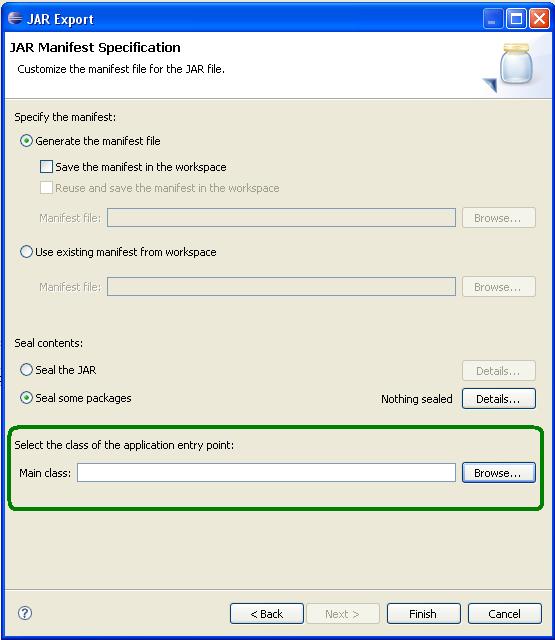 JAR Export
JAR Manifest Specification
Customize the manifest file for the JAR file.
Specify the manifest:
Generate the manifest file
Save the manifest in the workspace
Reuse and save the manifest in the workspace
Manifest file: Browse...
Use existing manifest from workspace
Manifest file: Browse...
Seal contents:
Seal the JAR Details...
Seal some packages Nothing sealed Details...
Select the class of the application entry point:
Main class: Browse...
? < Back Next > Finish Cancel